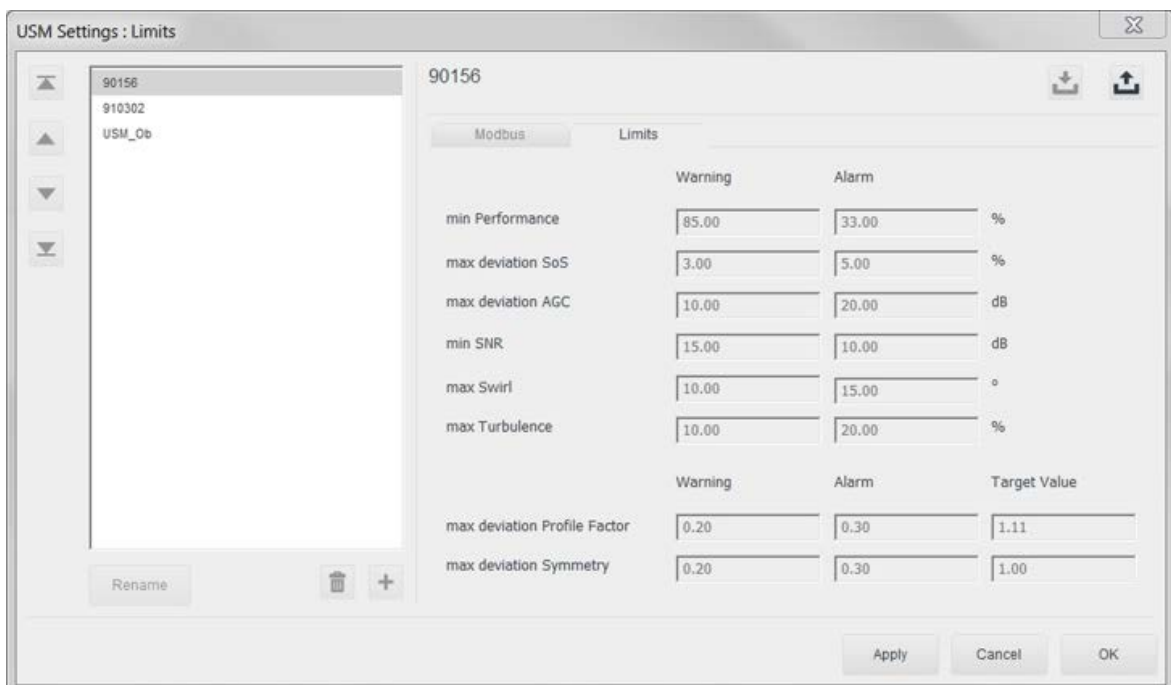 USM Settings : Limits
90156
910302
USM_Ob
Rename
90156
Modbus Limits
Warning Alarm
min Performance 85.00 33.00 %
max deviation SoS 3.00 5.00 %
max deviation AGC 10.00 20.00 dB
min SNR 15.00 10.00 dB
max Swirl 10.00 15.00 °
max Turbulence 10.00 20.00 %
Warning Alarm Target Value
max deviation Profile Factor 0.20 0.30 1.11
max deviation Symmetry 0.20 0.30 1.00
Apply Cancel OK